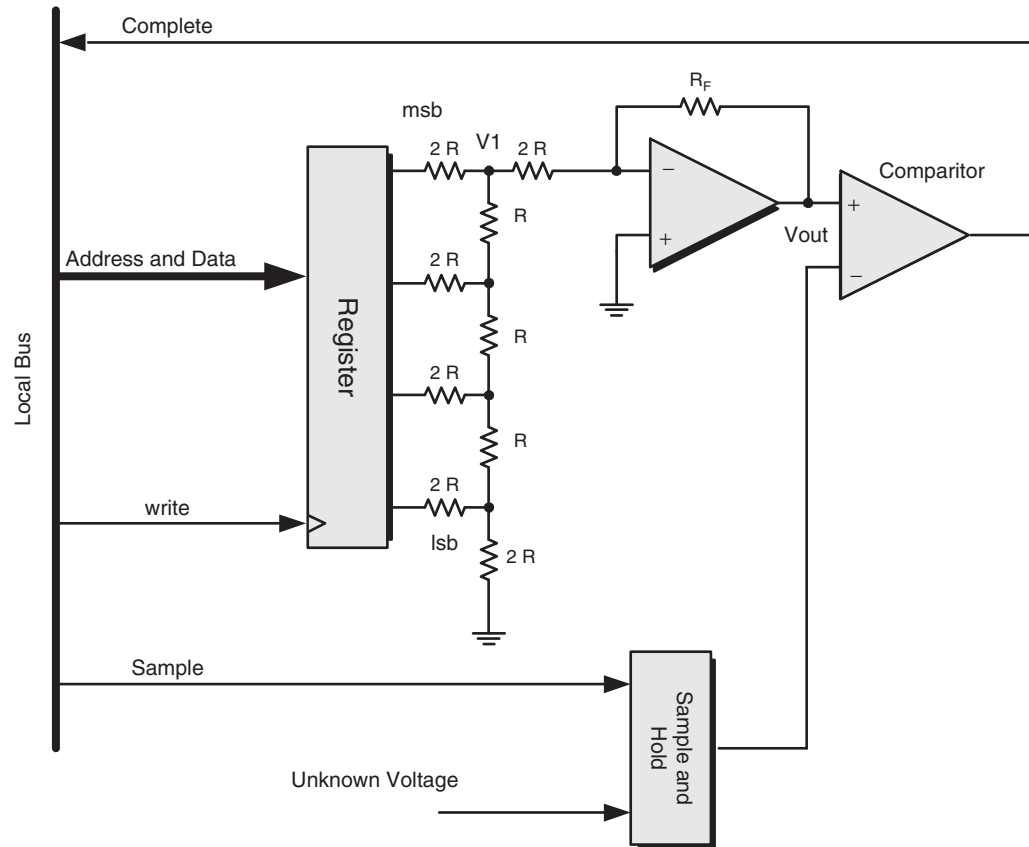 Complete
R_F
msb
2 R
V1
2 R
−
+
Comparitor
+
−
R
Vout
Address and Data
2 R
Register
R
2 R
Local Bus
R
write
2 R
lsb
2 R
Sample
Sample and
Hold
Unknown Voltage